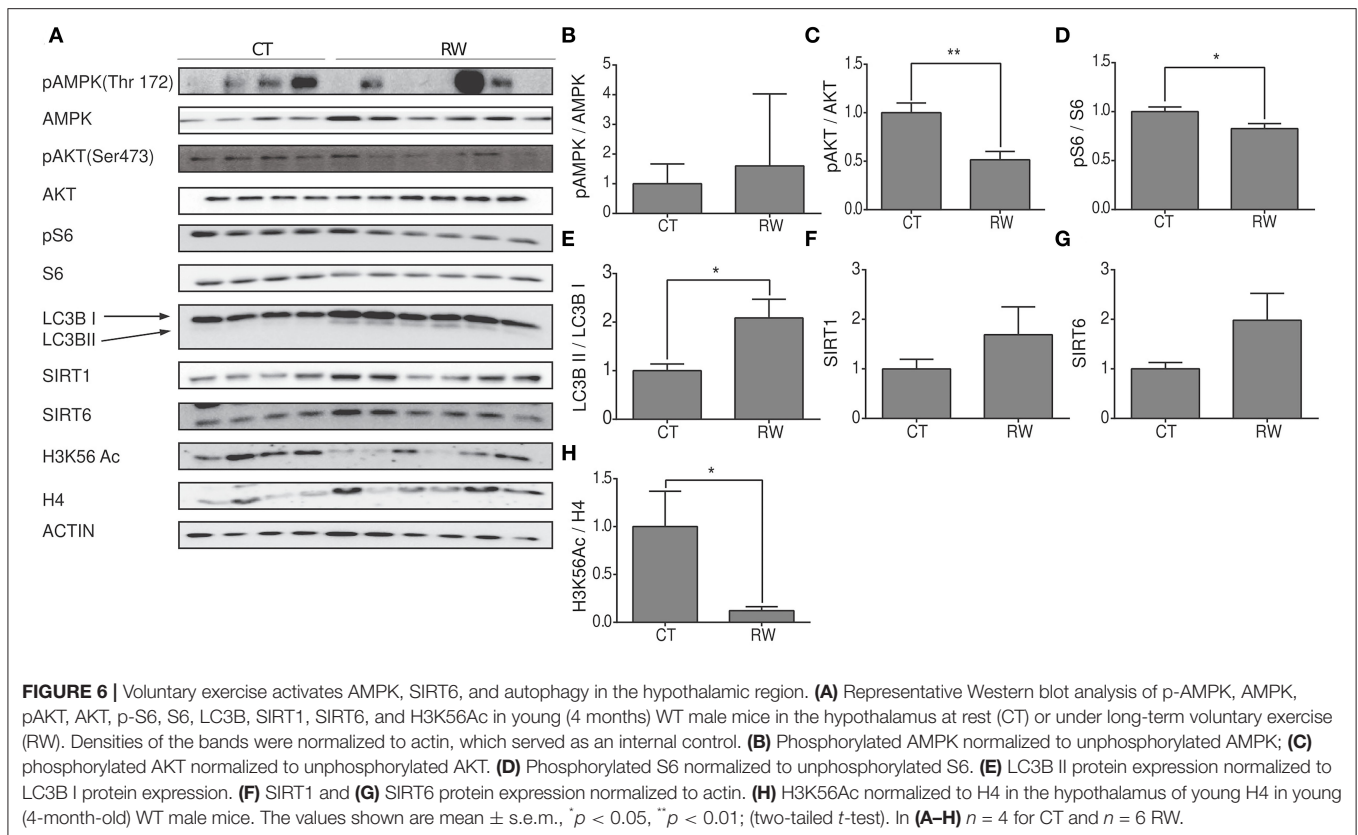 A
CT RW
pAMPK(Thr 172)
AMPK
pAKT(Ser473)
AKT
pS6
S6
LC3B I
LC3BII
SIRT1
SIRT6
H3K56 Ac
H4
ACTIN
B
pAMPK / AMPK
5
4
3
2
1
0
CT RW
C
pAKT / AKT
**
1.5
1.0
0.5
0.0
CT RW
D
pS6 / S6
*
1.5
1.0
0.5
0.0
CT RW
E
LC3B II / LC3B I
*
3
2
1
0
CT RW
F
SIRT1
3
2
1
0
CT RW
G
SIRT6
3
2
1
0
CT RW
H
H3K56Ac / H4
*
1.5
1.0
0.5
0.0
CT RW
FIGURE 6 | Voluntary exercise activates AMPK, SIRT6, and autophagy in the hypothalamic region. (A) Representative Western blot analysis of p-AMPK, AMPK,
pAKT, AKT, p-S6, S6, LC3B, SIRT1, SIRT6, and H3K56Ac in young (4 months) WT male mice in the hypothalamus at rest (CT) or under long-term voluntary exercise
(RW). Densities of the bands were normalized to actin, which served as an internal control. (B) Phosphorylated AMPK normalized to unphosphorylated AMPK; (C)
phosphorylated AKT normalized to unphosphorylated AKT. (D) Phosphorylated S6 normalized to unphosphorylated S6. (E) LC3B II protein expression normalized to
LC3B I protein expression. (F) SIRT1 and (G) SIRT6 protein expression normalized to actin. (H) H3K56Ac normalized to H4 in the hypothalamus of young H4 in young
(4-month-old) WT male mice. The values shown are mean ± s.e.m., *p < 0.05, **p < 0.01; (two-tailed t-test). In (A–H) n = 4 for CT and n = 6 RW.